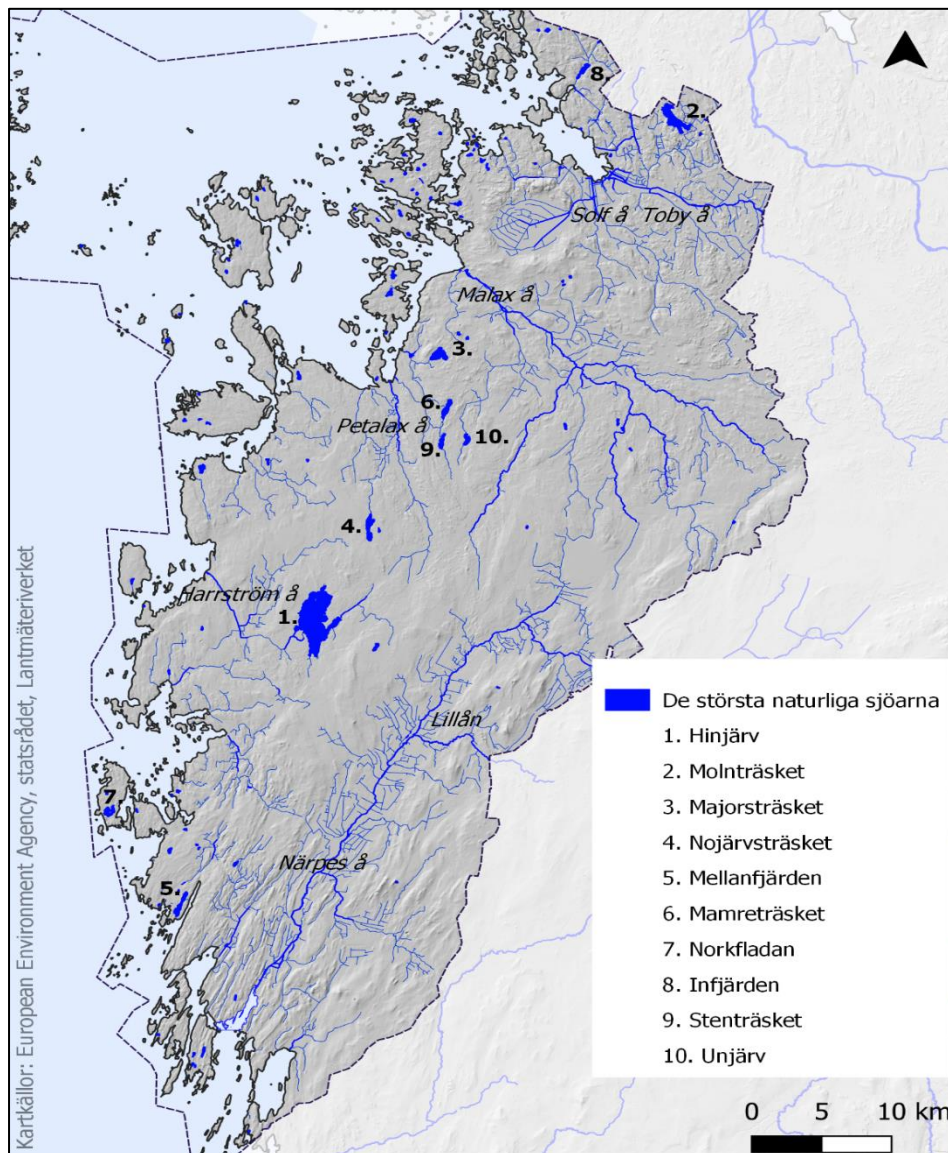 8.
2.
Solf å Toby å
Malax å
3.
6.
Petalax å
9.
10.
4.
Harrström å
1.
Lillån
7.
Närpes å
5.
De största naturliga sjöarna
1. Hinjärv
2. Molnträsket
3. Majorsträsket
4. Nojärvsträsket
5. Mellanfjärden
6. Mamreträsket
7. Norkfladan
8. Infjärden
9. Stenträsket
10. Unjärv
0 5 10 km
Kartkällor: European Environment Agency, statsrådet, Lantmäteriverket